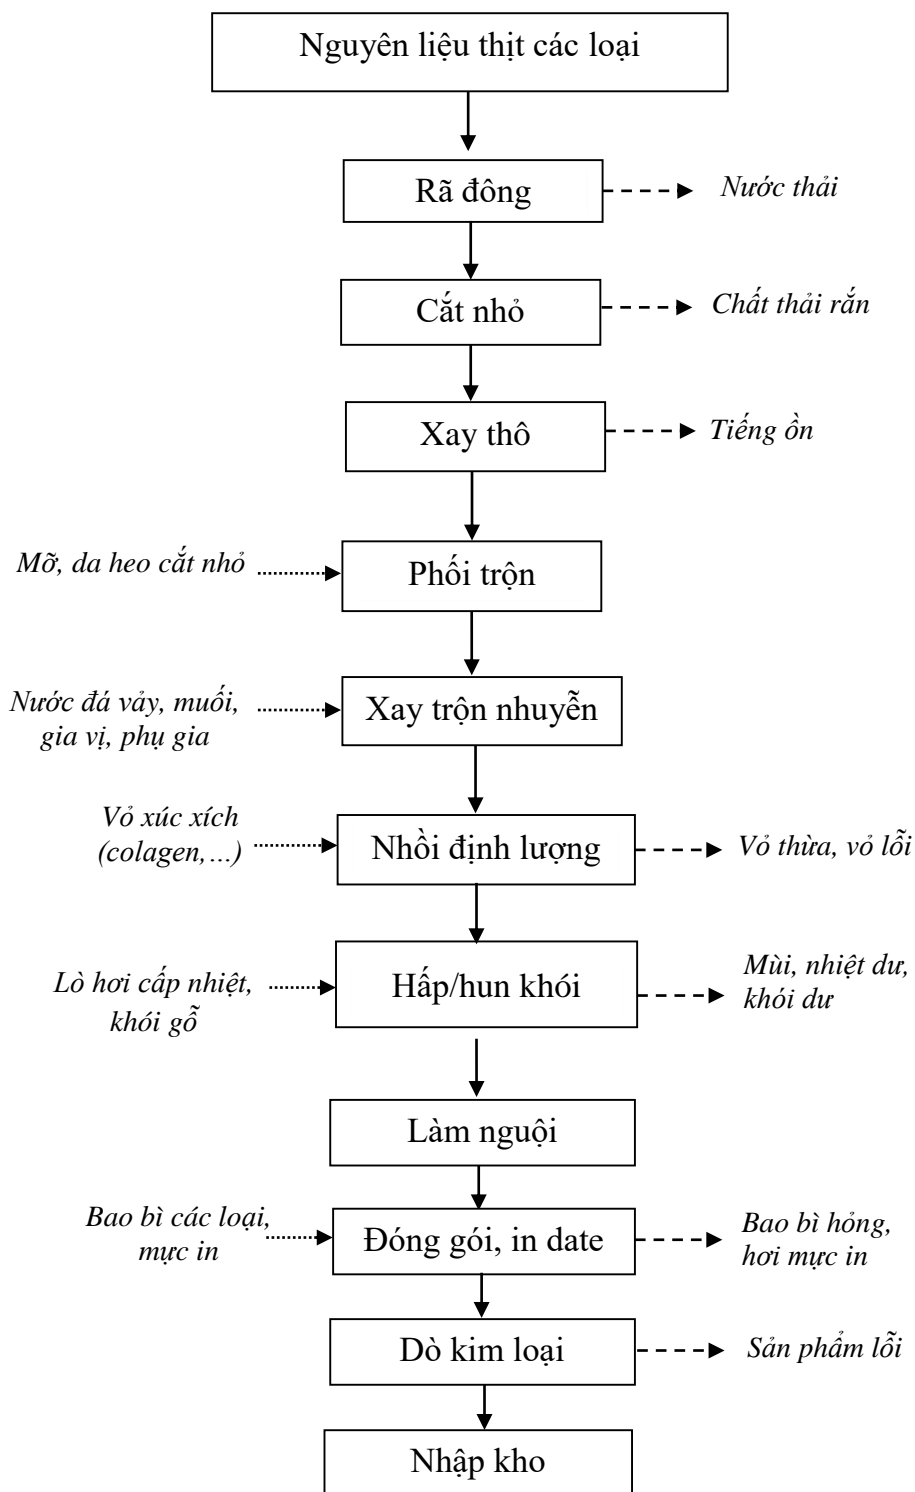 Nguyên liệu thịt các loại
Rã đông
Nước thải
Cắt nhỏ
Chất thải rắn
Xay thô
Tiếng ồn
Mỡ, da heo cắt nhỏ
Phối trộn
Nước đá vảy, muối,
gia vị, phụ gia
Xay trộn nhuyễn
Vỏ xúc xích
(colagen,...)
Nhồi định lượng
Vỏ thừa, vỏ lỗi
Lò hơi cấp nhiệt,
khói gỗ
Hấp/hun khói
Mùi, nhiệt dư,
khói dư
Làm nguội
Bao bì các loại,
mực in
Đóng gói, in date
Bao bì hỏng,
hơi mực in
Dò kim loại
Sản phẩm lỗi
Nhập kho